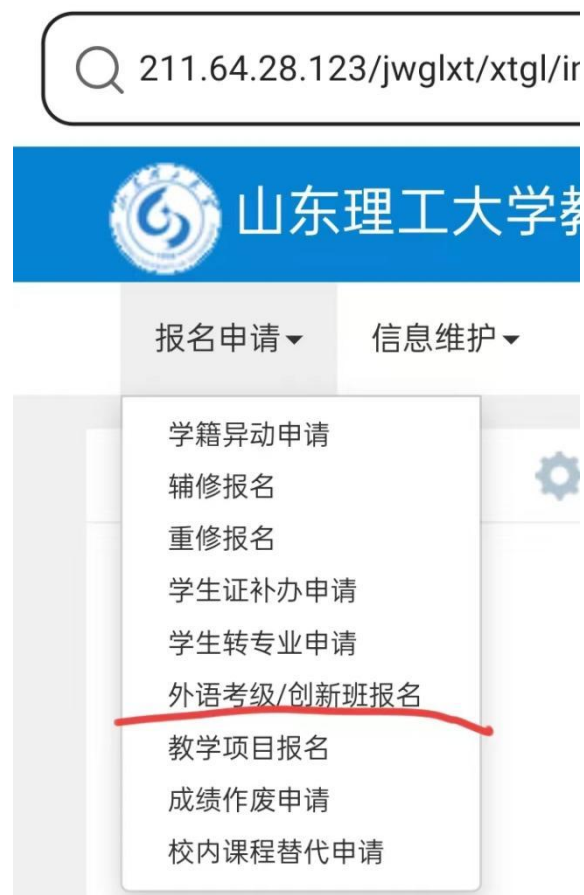 211.64.28.123/jwglxt/xtgl/
山东理工大学
报名申请 信息维护
学籍异动申请
辅修报名
重修报名
学生证补办申请
学生转专业申请
外语考级/创新班报名
教学项目报名
成绩作废申请
校内课程替代申请